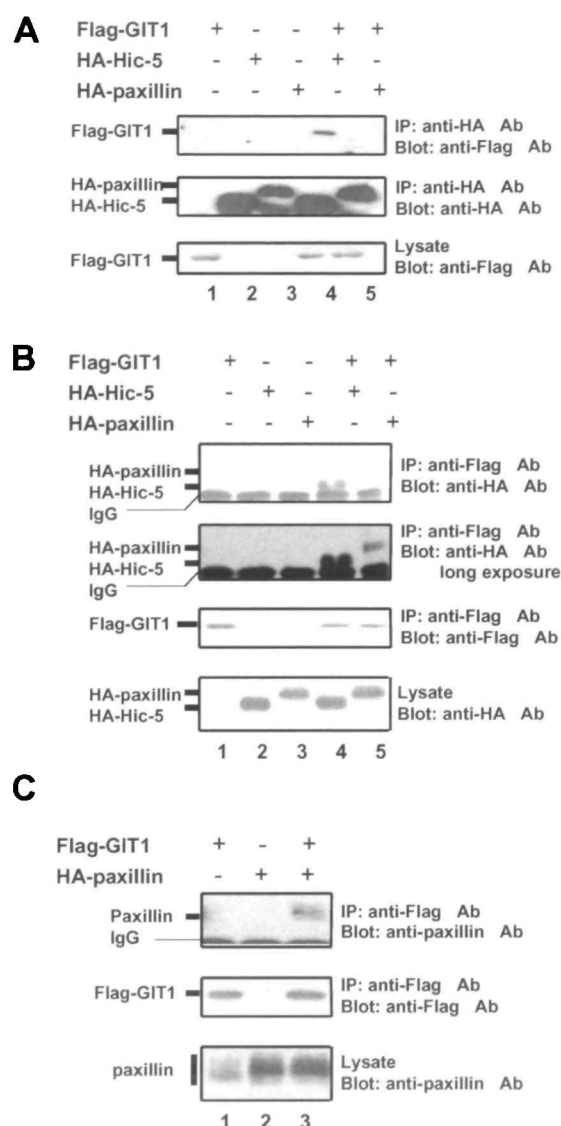 A
Flag-GIT1 + - - + +
HA-Hic-5 - + - + -
HA-paxillin - - + - +
Flag-GIT1
IP: anti-HA Ab
Blot: anti-Flag Ab
HA-paxillin
HA-Hic-5
IP: anti-HA Ab
Blot: anti-HA Ab
Flag-GIT1
Lysate
Blot: anti-Flag Ab
1 2 3 4 5
B
Flag-GIT1 + - - + +
HA-Hic-5 - + - + -
HA-paxillin - - + - +
HA-paxillin
HA-Hic-5
IgG
IP: anti-Flag Ab
Blot: anti-HA Ab
HA-paxillin
HA-Hic-5
IgG
IP: anti-Flag Ab
Blot: anti-HA Ab
long exposure
Flag-GIT1
IP: anti-Flag Ab
Blot: anti-Flag Ab
HA-paxillin
HA-Hic-5
Lysate
Blot: anti-HA Ab
1 2 3 4 5
C
Flag-GIT1 + - +
HA-paxillin - + +
Paxillin
IgG
IP: anti-Flag Ab
Blot: anti-paxillin Ab
Flag-GIT1
IP: anti-Flag Ab
Blot: anti-Flag Ab
paxillin
Lysate
Blot: anti-paxillin Ab
1 2 3